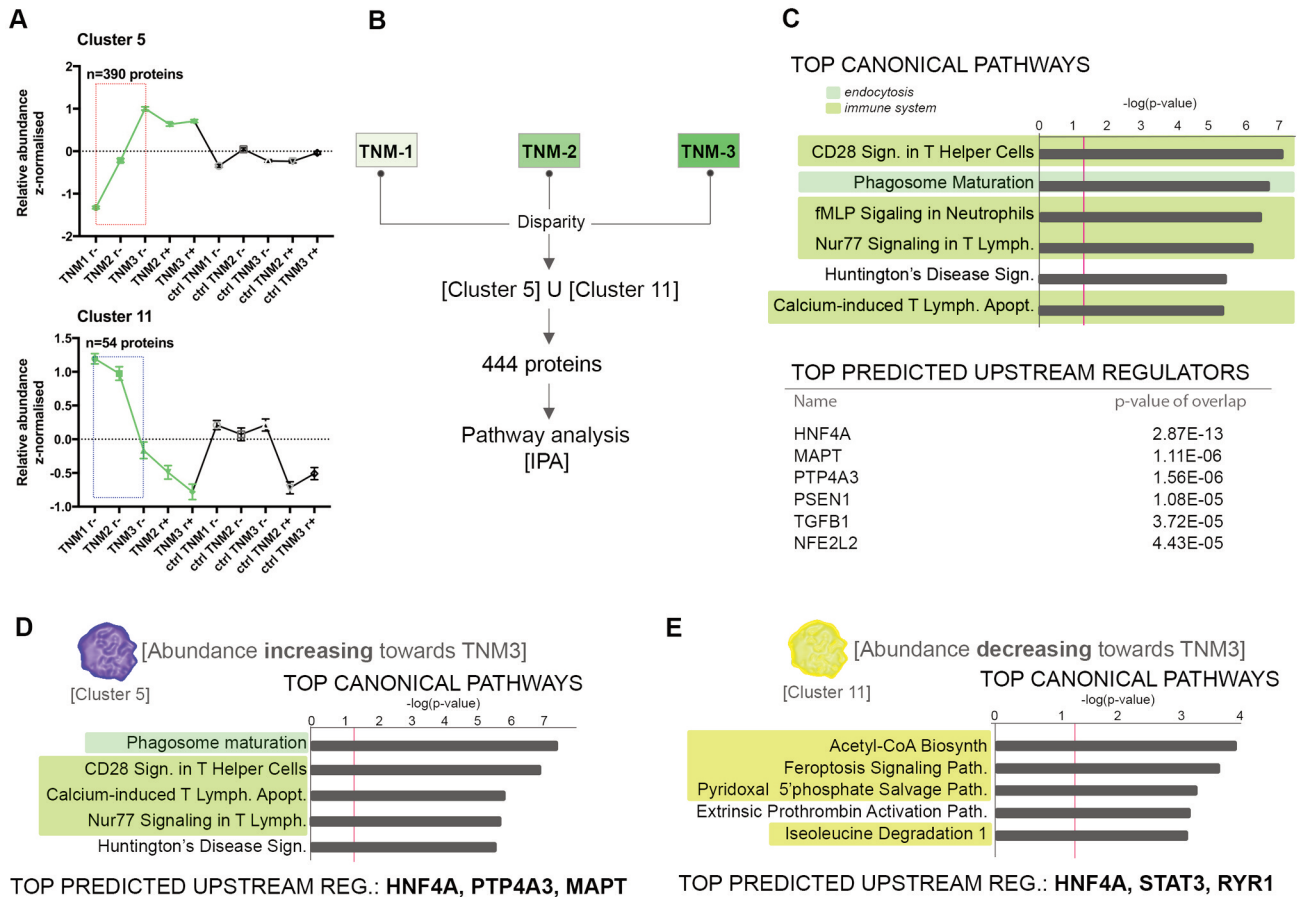 A
Cluster 5
n=390 proteins
Relative abundance
z-normalised
2
1
0
-1
-2
TNM1 r-
TNM2 r-
TNM3 r-
TNM2 r+
TNM3 r+
ctrl TNM1 r-
ctrl TNM2 r-
ctrl TNM3 r-
ctrl TNM2 r+
ctrl TNM3 r+
Cluster 11
n=54 proteins
Relative abundance
z-normalised
1.5
1.0
0.5
0.0
-0.5
-1.0
TNM1 r-
TNM2 r-
TNM3 r-
TNM2 r+
TNM3 r+
ctrl TNM1 r-
ctrl TNM2 r-
ctrl TNM3 r-
ctrl TNM2 r+
ctrl TNM3 r+
B
TNM-1
TNM-2
TNM-3
Disparity
[Cluster 5] U [Cluster 11]
444 proteins
Pathway analysis
[IPA]
C
TOP CANONICAL PATHWAYS
endocytosis
immune system
-log(p-value)
0 1 2 3 4 5 6 7
CD28 Sign. in T Helper Cells
Phagosome Maturation
fMLP Sigaling in Neutrophils
Nur77 Signaling in T Lymph.
Huntington's Disease Sign.
Calcium-induced T Lymph. Apopt.
TOP PREDICTED UPSTREAM REGULATORS
Name p-value of overlap
HNF4A 2.87E-13
MAPT 1.11E-06
PTP4A3 1.56E-06
PSEN1 1.08E-05
TGFB1 3.72E-05
NFE2L2 4.43E-05
D
[Abundance increasing towards TNM3]
[Cluster 5]
TOP CANONICAL PATHWAYS
-log(p-value)
0 1 2 3 4 5 6 7
Phagosome maturation
CD28 Sign. in T Helper Cells
Calcium-induced T Lymph. Apopt.
Nur77 Signaling in T Lymph.
Huntington's Disease Sign.
TOP PREDICTED UPSTREAM REG.: HNF4A, PTP4A3, MAPT
E
[Abundance decreasing towards TNM3]
[Cluster 11]
TOP CANONICAL PATHWAYS
-log(p-value)
0 1 2 3 4
Acetyl-CoA Biosynth
Feroptosis Signaling Path.
Pyridoxal 5'phosphate Salvage Path.
Extrinsic Prothrombin Activation Path.
Iseoleucine Degradation 1
TOP PREDICTED UPSTREAM REG.: HNF4A, STAT3, RYR1